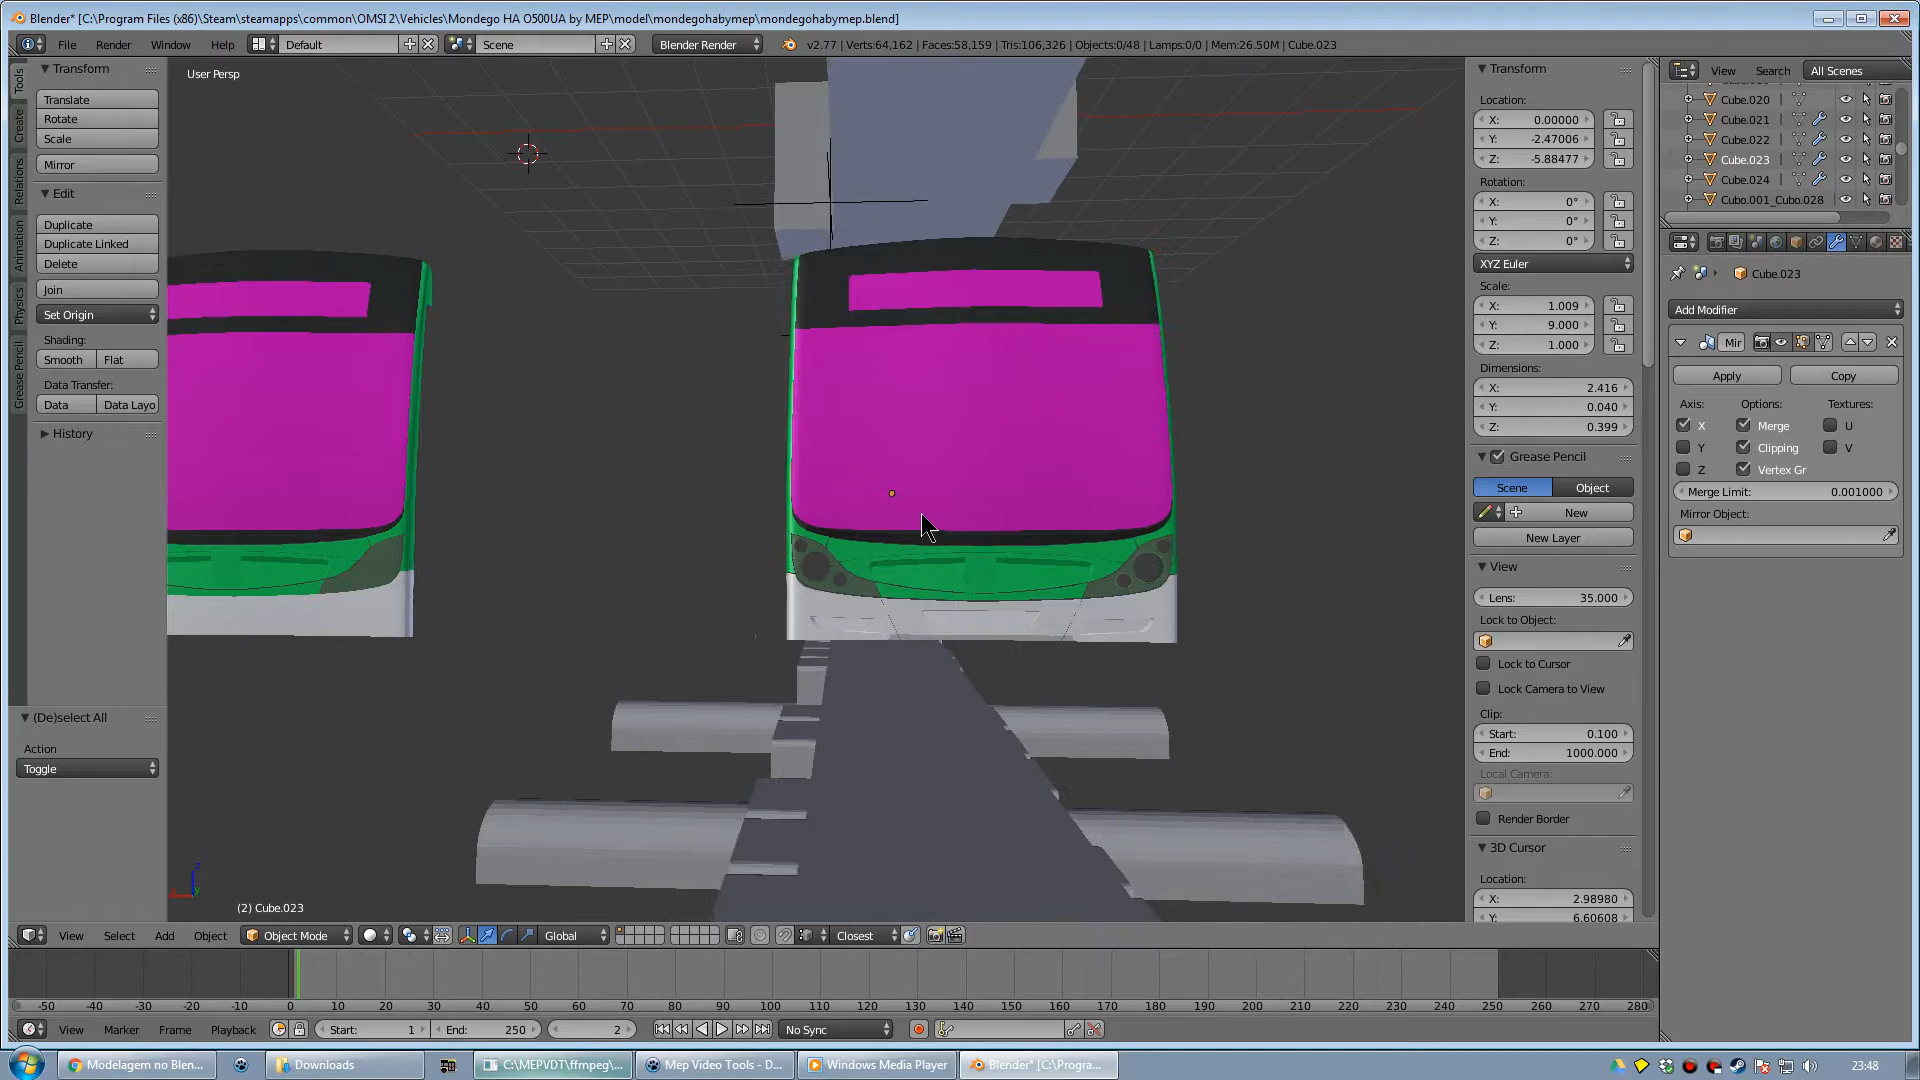 Blender* [C:\Program Files (x86)\Steam\steamapps\common\OMSI 2\Vehicles\Mondego HA O500UA by MEP\model\mondegohabymep\mondegohabymep.blend]
File Render Window Help Default Scene Blender Render v2.77 | Verts:64,162 | Faces:58,159 | Tris:106,326 | Objects:0/48 | Lamps:0/0 | Mem:26.50M | Cube.023
Tools
Create
Relations
Animation
Physics
Grease Pencil
Transform
Translate
Rotate
Scale
Mirror
Edit
Duplicate
Duplicate Linked
Delete
Join
Set Origin
Shading:
Smooth Flat
Data Transfer:
Data Data Layo
History
(De)select All
Action
Toggle
User Persp
(2) Cube.023
Transform
Location:
X: 0.00000
Y: -2.47006
Z: -5.88477
Rotation:
X: 0°
Y: 0°
Z: 0°
XYZ Euler
Scale:
X: 1.009
Y: 9.000
Z: 1.000
Dimensions:
X: 2.416
Y: 0.040
Z: 0.399
Grease Pencil
Scene Object
New
New Layer
View
Lens: 35.000
Lock to Object:
Lock to Cursor
Lock Camera to View
Clip:
Start: 0.100
End: 1000.000
Local Camera:
Render Border
3D Cursor
Location:
X: 2.98980
Y: 6.60608
View Search All Scenes
Cube.020
Cube.021
Cube.022
Cube.023
Cube.024
Cubo.001_Cubo.028
Cube.023
Add Modifier
Mir
Apply Copy
Axis: Options: Textures:
X Merge U
Y Clipping V
Z Vertex Gr
Merge Limit: 0.001000
Mirror Object:
View Select Add Object Object Mode Global Closest
-50 -40 -30 -20 -10 0 10 20 30 40 50 60 70 80 90 100 110 120 130 140 150 160 170 180 190 200 210 220 230 240 250 260 270 280
View Marker Frame Playback Start: 1 End: 250 2 No Sync
Modelagem no Blen... Downloads C:\MEPVDT\ffmpeg\... Mep Video Tools - D... Windows Media Player Blender* [C:\Progra... 23:48